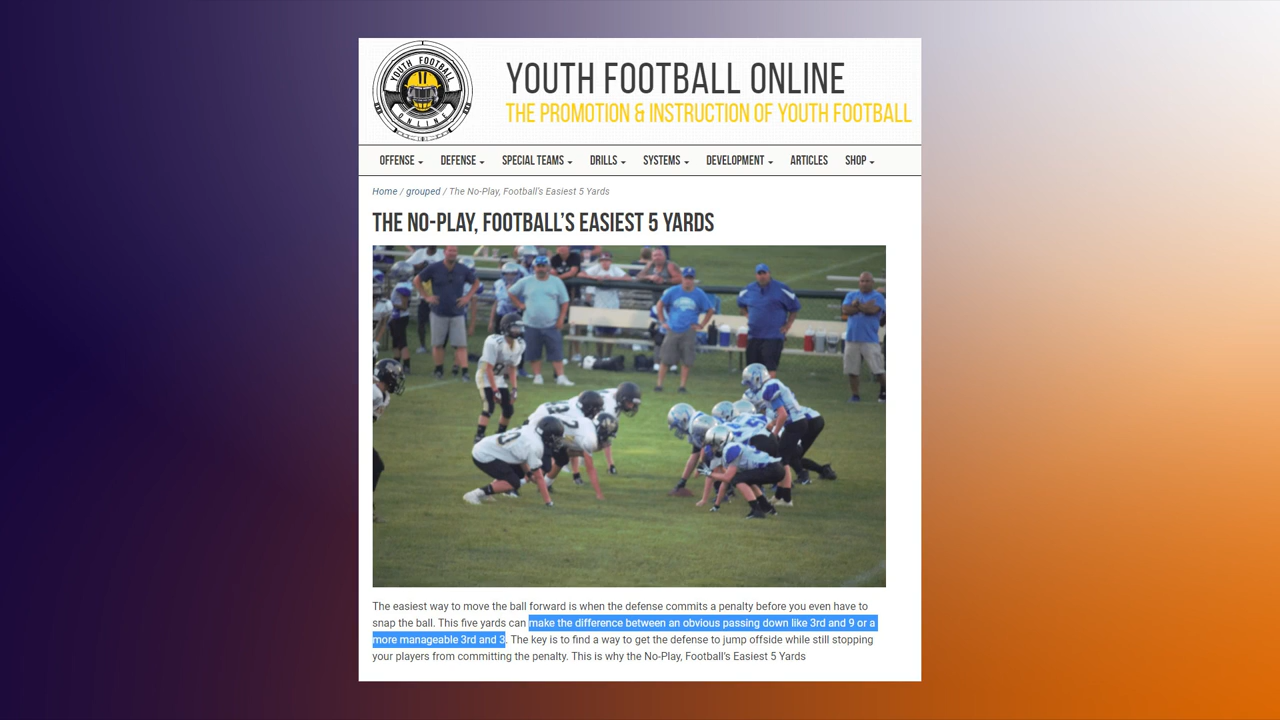 YOUTH FOOTBALL
ONLINE
YOUTH FOOTBALL ONLINE
THE PROMOTION & INSTRUCTION OF YOUTH FOOTBALL
OFFENSE DEFENSE SPECIAL TEAMS DRILLS SYSTEMS DEVELOPMENT ARTICLES SHOP
Home / grouped / The No-Play, Football's Easiest 5 Yards
THE NO-PLAY, FOOTBALL'S EASIEST 5 YARDS
The easiest way to move the ball forward is when the defense commits a penalty before you even have to
snap the ball. This five yards can make the difference between an obvious passing down like 3rd and 9 or a
more manageable 3rd and 3. The key is to find a way to get the defense to jump offside while still stopping
your players from committing the penalty. This is why the No-Play, Football's Easiest 5 Yards